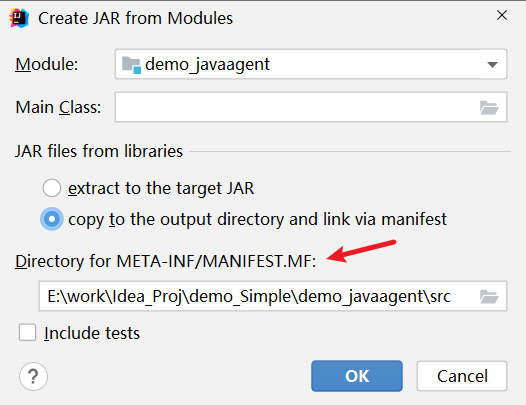 Create JAR from Modules
Module: demo_javaagent
Main Class:
JAR files from libraries
extract to the target JAR
copy to the output directory and link via manifest
Directory for META-INF/MANIFEST.MF:
E:\work\Idea_Proj\demo_Simple\demo_javaagent\src
Include tests
? OK Cancel